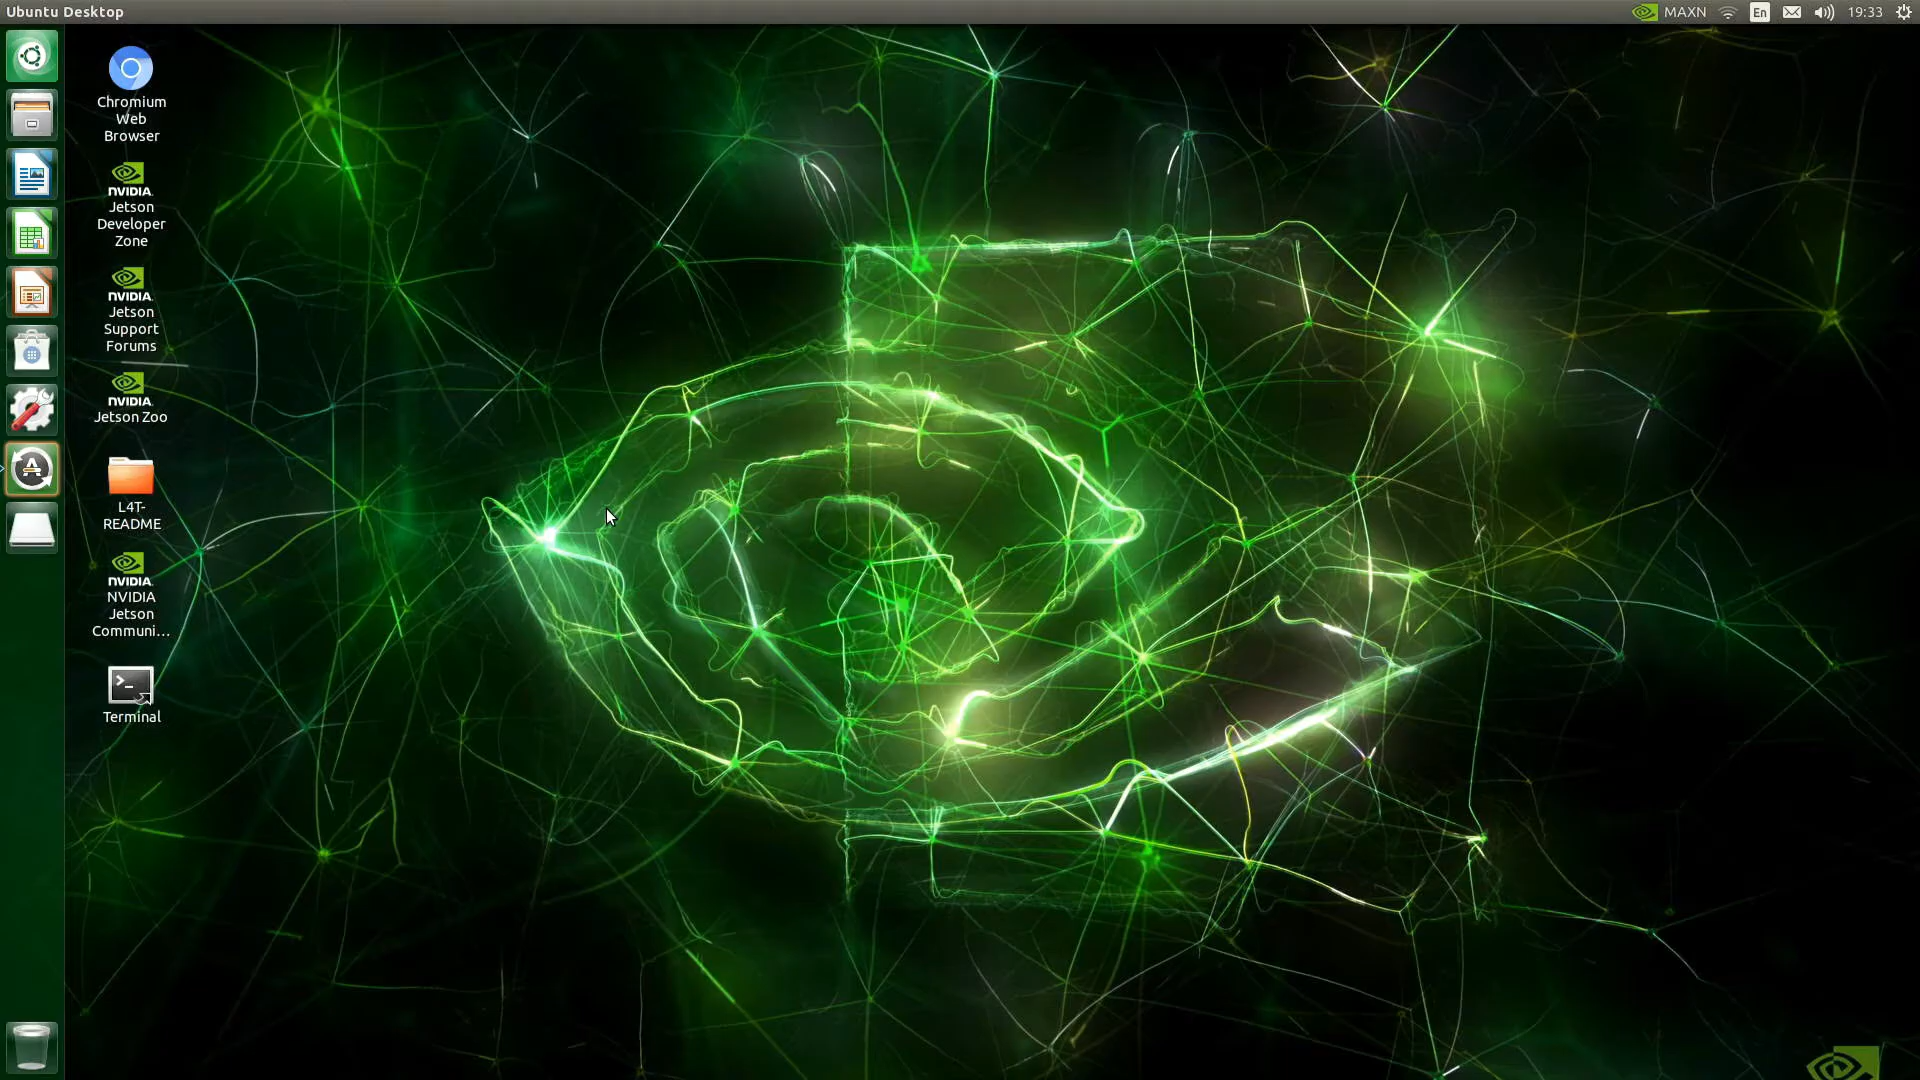 Ubuntu Desktop
MAXN
En
19:33
Chromium
Web
Browser
NVIDIA.
Jetson
Developer
Zone
NVIDIA.
Jetson
Support
Forums
NVIDIA.
Jetson Zoo
L4T-
README
NVIDIA.
NVIDIA
Jetson
Communi...
>_
Terminal